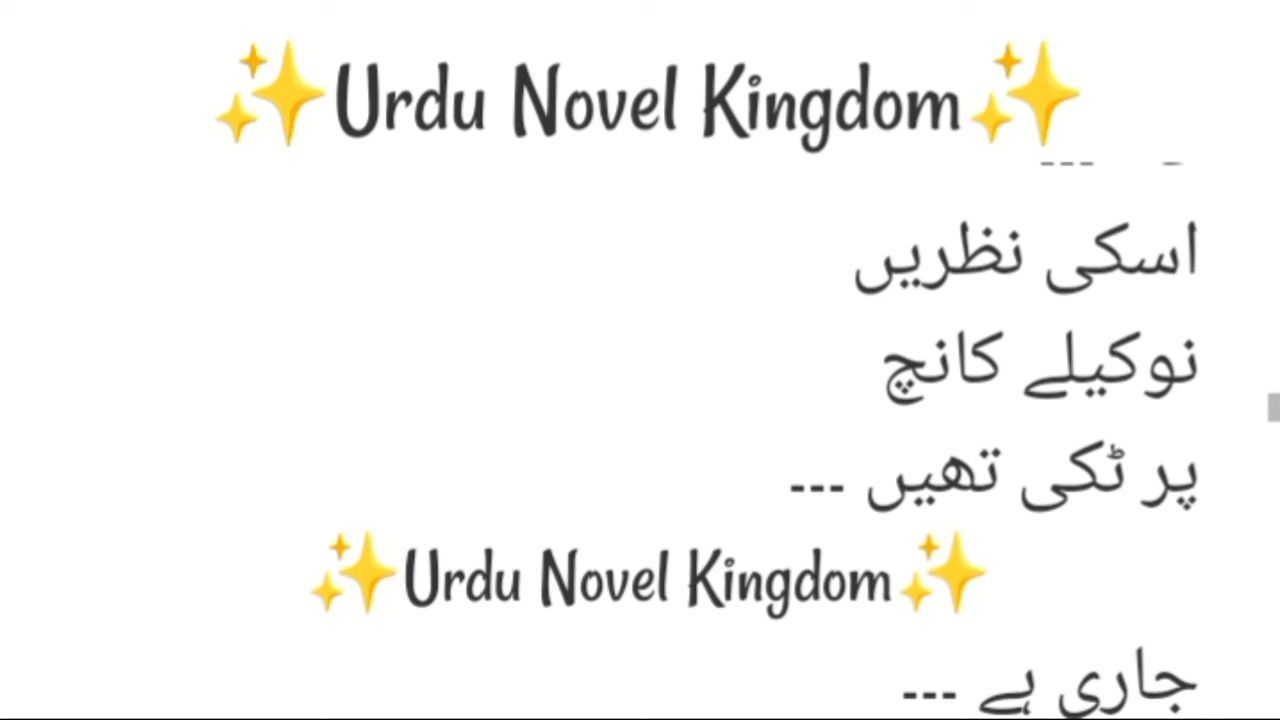 ✨Urdu Novel Kingdom✨
اسکی نظریں
نوکیلے کانچ
پر ٹکی تھیں ---
✨Urdu Novel Kingdom✨
جاری ہے ---